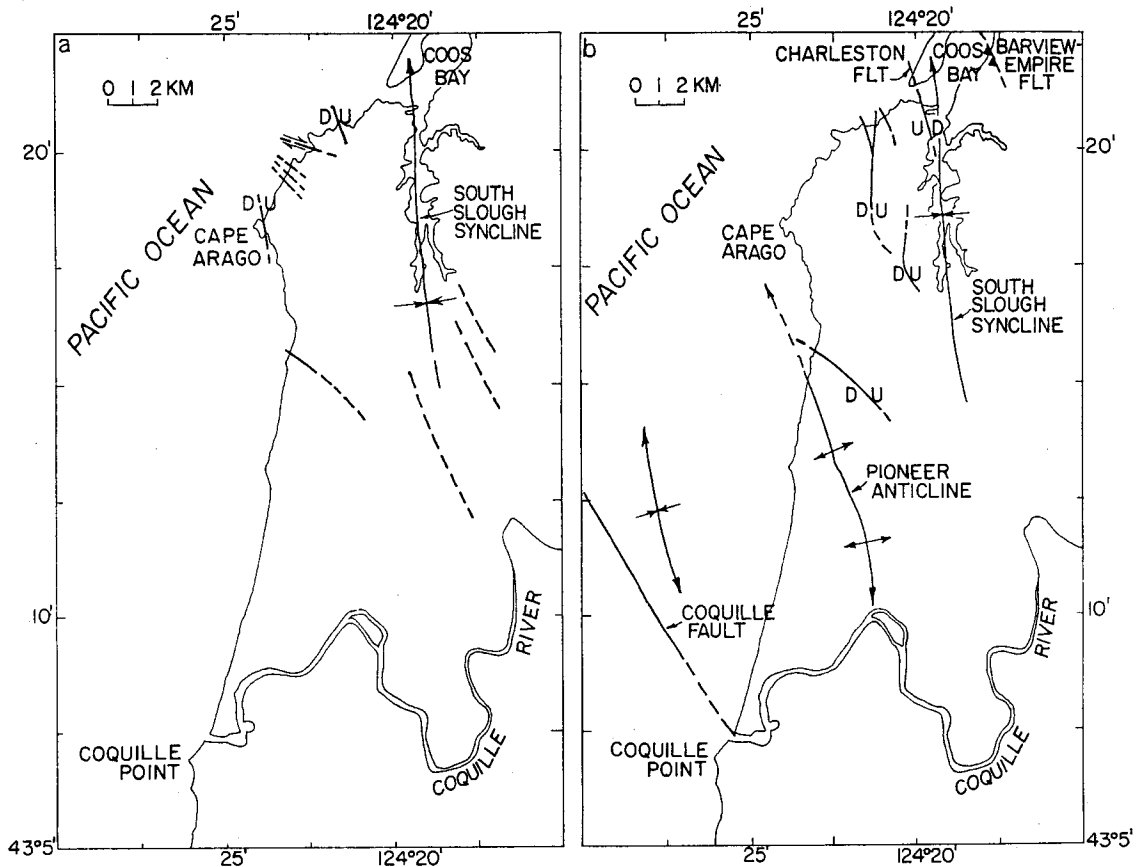 25'
124°20'
a
COOS
BAY
0 1 2 KM
D U
20'
PACIFIC OCEAN
D U
SOUTH
SLOUGH
SYNCLINE
CAPE
ARAGO
10'
RIVER
COQUILLE
POINT
COQUILLE
43°5'
25'
124°20'
25'
124°20'
b
CHARLESTON
FLT
COOS
BAY
BARVIEW-
EMPIRE
FLT
0 1 2 KM
U D
20'
PACIFIC OCEAN
D U
CAPE
ARAGO
D U
SOUTH
SLOUGH
SYNCLINE
D U
PIONEER
ANTICLINE
COQUILLE
FAULT
10'
RIVER
COQUILLE
POINT
COQUILLE
43°5'
25'
124°20'